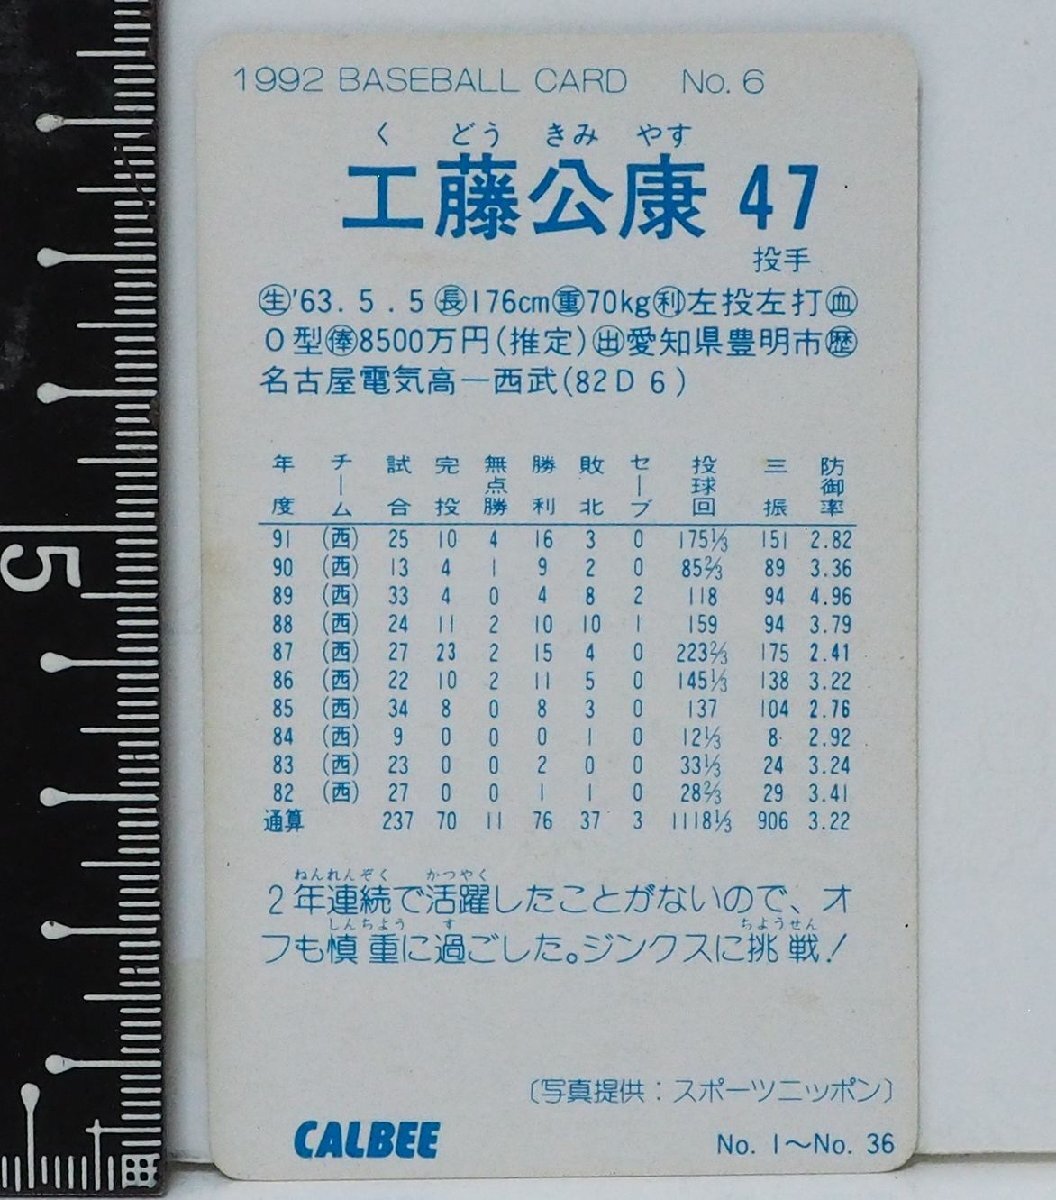 1992 BASEBALL CARD No. 6
く どう きみ やす
工藤公康 47
投手
㊤'63.5.5㊐176cm㊐70kg㊐左投左打㊐
O型㊐8500万円(推定)㊐愛知県豊明市㊐
名古屋電気高―西武(82D6)
年度 チーム 試合 完投 無点勝 勝利 敗北 セーブ 投球回 三振 防御率
91 (西) 25 10 4 16 3 0 175⅓ 151 2.82
90 (西) 13 4 1 9 2 0 85⅔ 89 3.36
89 (西) 33 4 0 4 8 2 118 94 4.96
88 (西) 24 11 2 10 10 1 159 94 3.79
87 (西) 27 23 2 15 4 0 223⅔ 175 2.41
86 (西) 22 10 2 11 5 0 145⅓ 138 3.22
85 (西) 34 8 0 8 3 0 137 104 2.76
84 (西) 9 0 0 0 1 0 12⅓ 8 2.92
83 (西) 23 0 0 2 0 0 33⅓ 24 3.24
82 (西) 27 0 0 1 1 0 28⅔ 29 3.41
通算 237 70 11 76 37 3 1118⅓ 906 3.22
ねんれんぞく かつやく
2年連続で活躍したことがないので、オ
しんちょう す ちょうせん
フも慎重に過ごした。ジンクスに挑戦!
〔写真提供：スポーツニッポン〕
CALBEE No. 1〜No. 36
5